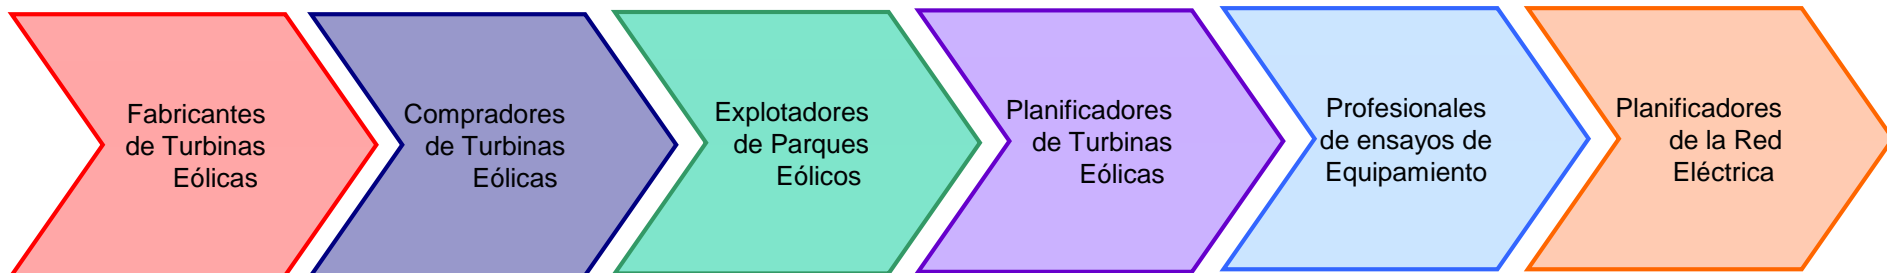 Fabricantes
de Turbinas
Eólicas
Compradores
de Turbinas
Eólicas
Explotadores
de Parques
Eólicos
Planificadores
de Turbinas
Eólicas
Profesionales
de ensayos de
Equipamiento
Planificadores
de la Red
Eléctrica